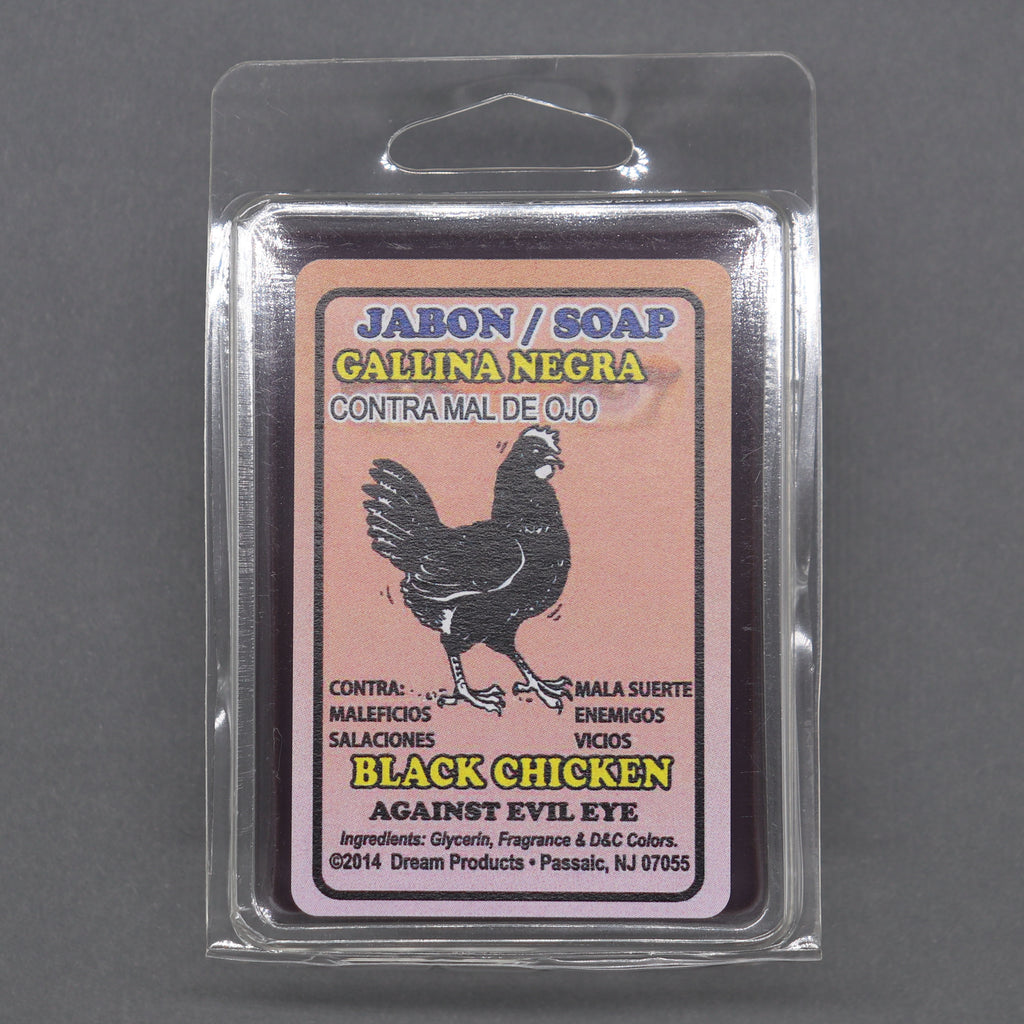 JABON / SOAP
GALLINA NEGRA
CONTRA MAL DE OJO
CONTRA: MALA SUERTE
MALEFICIOS ENEMIGOS
SALACIONES VICIOS
BLACK CHICKEN
AGAINST EVIL EYE
Ingredients: Glycerin, Fragrance & D&C Colors.
©2014 Dream Products • Passaic, NJ 07055